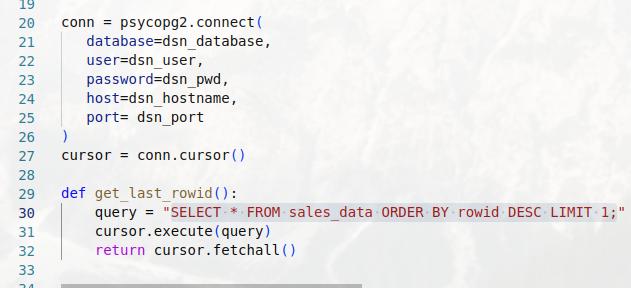 19
20 conn = psycopg2.connect(
21     database=dsn_database,
22     user=dsn_user,
23     password=dsn_pwd,
24     host=dsn_hostname,
25     port= dsn_port
26 )
27 cursor = conn.cursor()
28
29 def get_last_rowid():
30     query = "SELECT * FROM sales_data ORDER BY rowid DESC LIMIT 1;"
31     cursor.execute(query)
32     return cursor.fetchall()
33
34